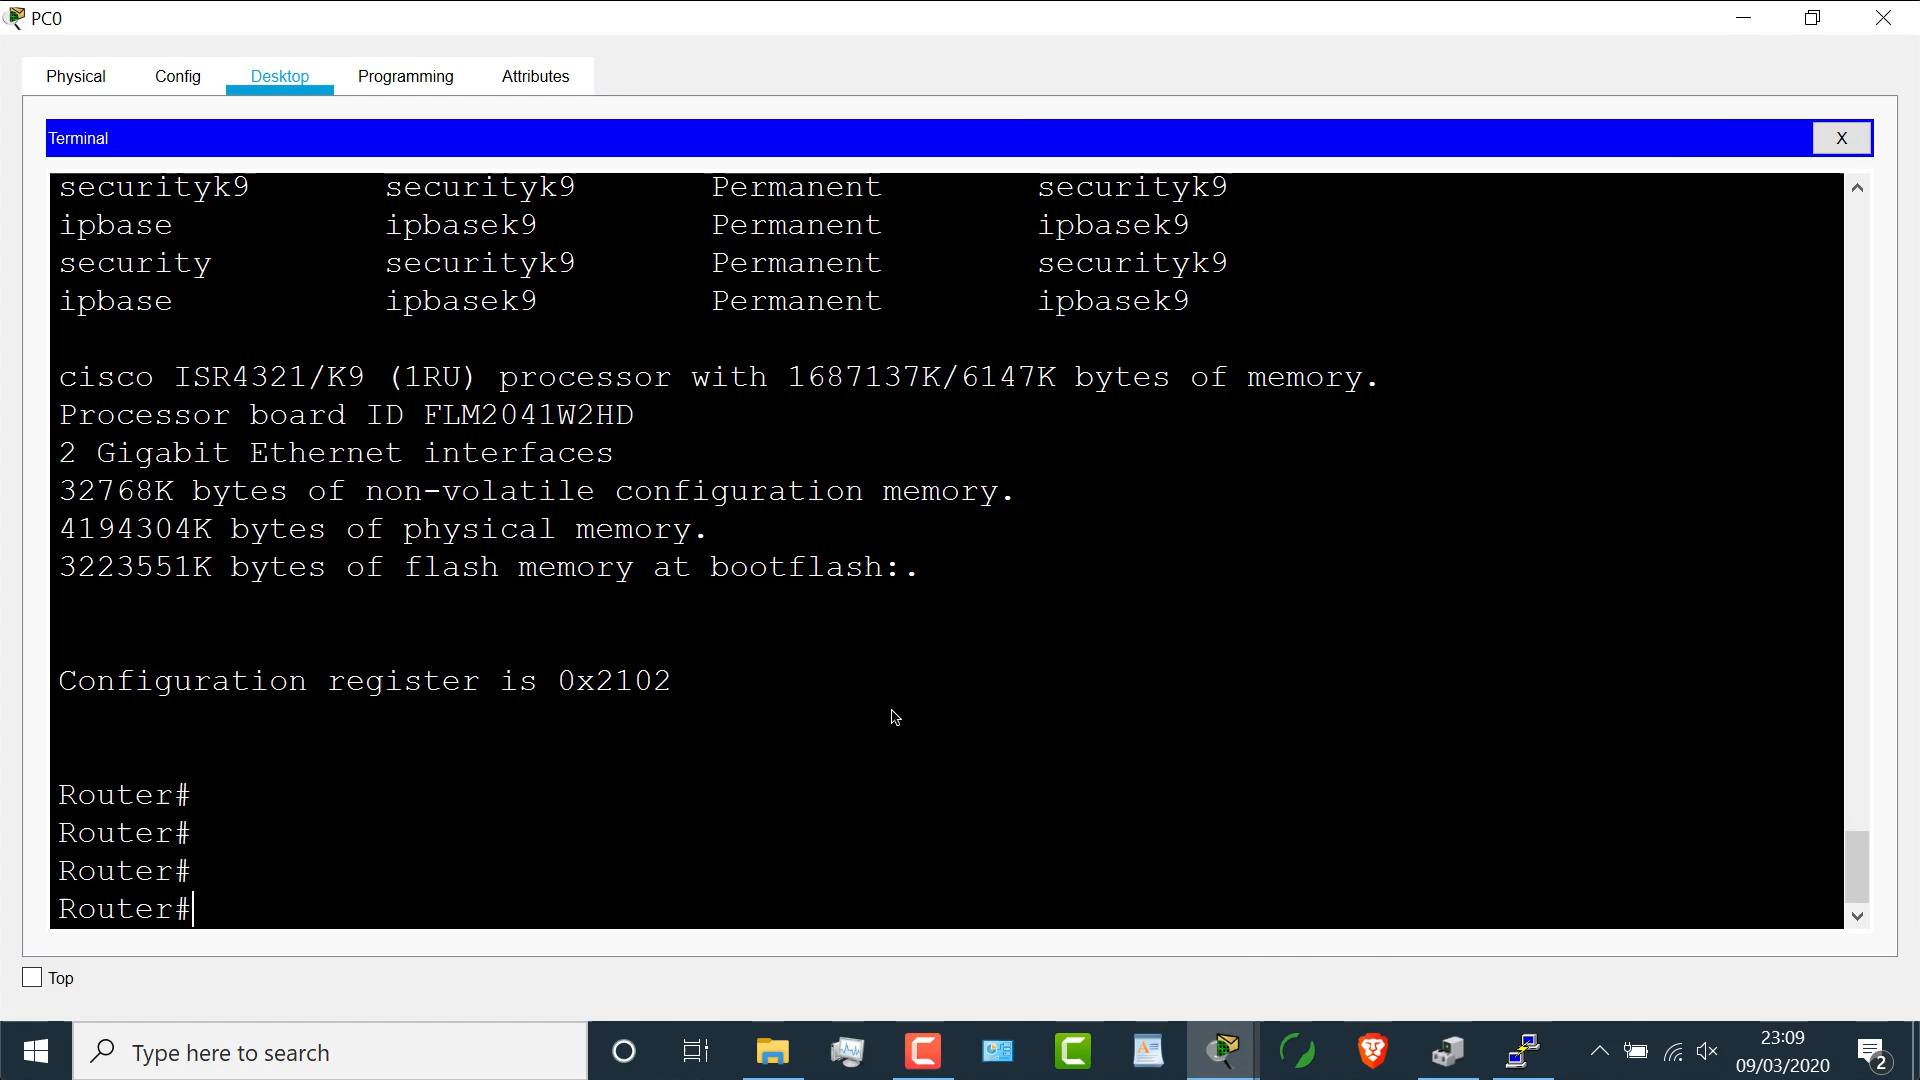 PC0
Physical Config Desktop Programming Attributes
Terminal X
securityk9 securityk9 Permanent securityk9
ipbase ipbasek9 Permanent ipbasek9
security securityk9 Permanent securityk9
ipbase ipbasek9 Permanent ipbasek9
cisco ISR4321/K9 (1RU) processor with 1687137K/6147K bytes of memory.
Processor board ID FLM2041W2HD
2 Gigabit Ethernet interfaces
32768K bytes of non-volatile configuration memory.
4194304K bytes of physical memory.
3223551K bytes of flash memory at bootflash:.
Configuration register is 0x2102
Router#
Router#
Router#
Router#
Top
Type here to search
23:09
09/03/2020
2